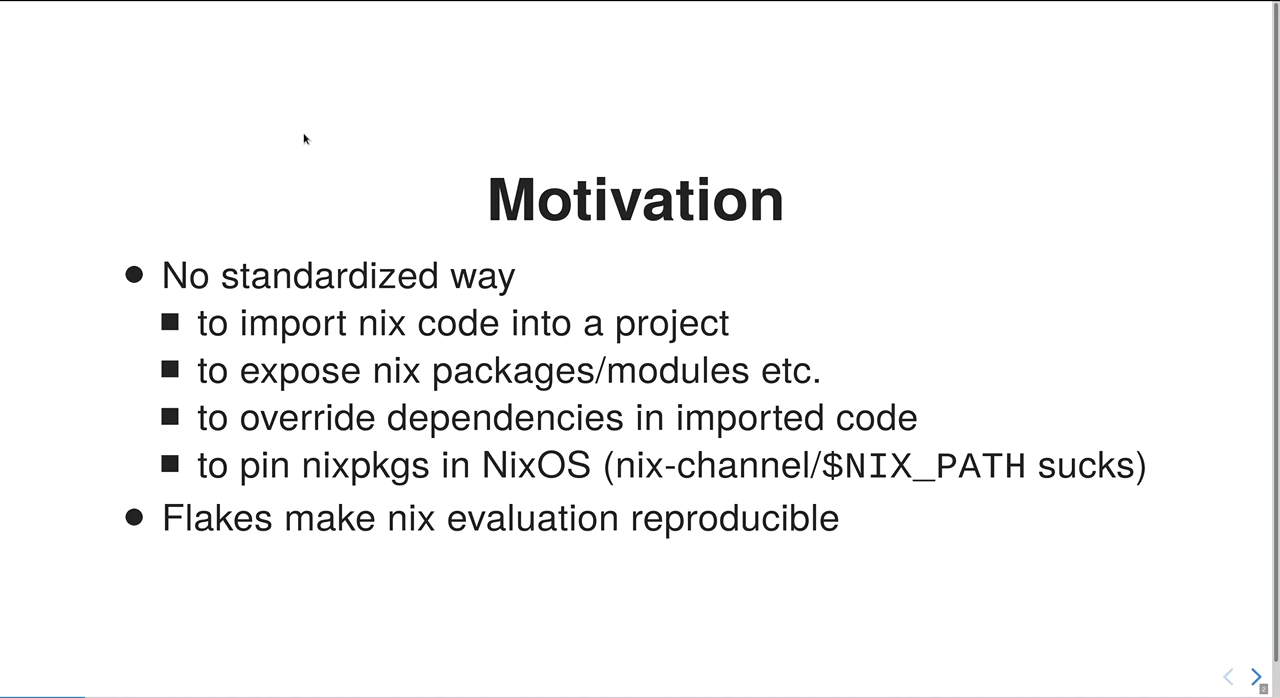 Motivation
No standardized way
to import nix code into a project
to expose nix packages/modules etc.
to override dependencies in imported code
to pin nixpkgs in NixOS (nix-channel/$NIX_PATH sucks)
Flakes make nix evaluation reproducible